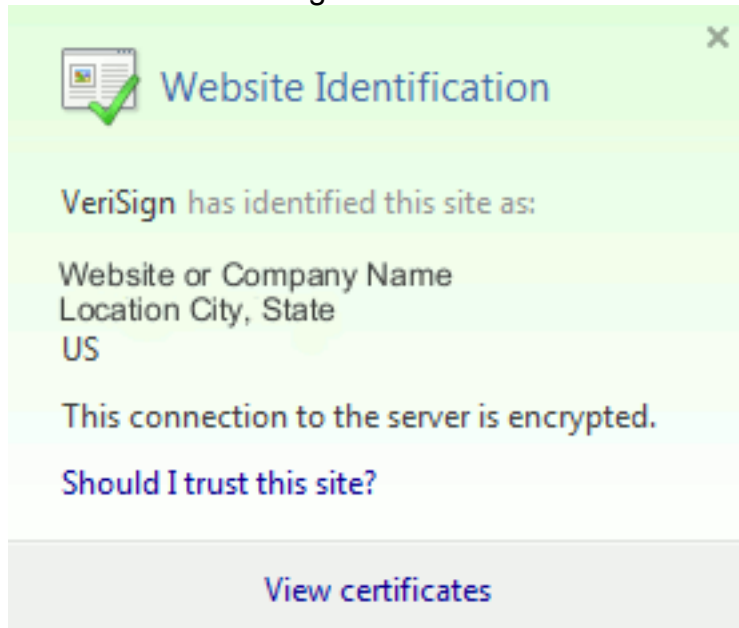 Website Identification
VeriSign has identified this site as:
Website or Company Name
Location City, State
US
This connection to the server is encrypted.
Should I trust this site?
View certificates